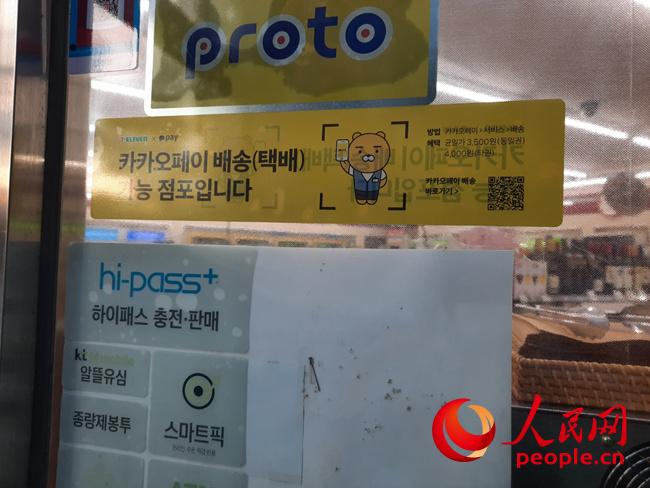 proto
7-ELEVEN × pay
카카오페이 배송(택배)
능 점포입니다
방법 카카오페이 > 서비스 > 배송
혜택 균일가 3,500원(동일권)
4,000원(타권)
카카오페이 배송
바로가기 >
hi-pass+
하이패스 충전·판매
kt M mobile
알뜰유심
종량제봉투
스마트픽
人民网
people.cn